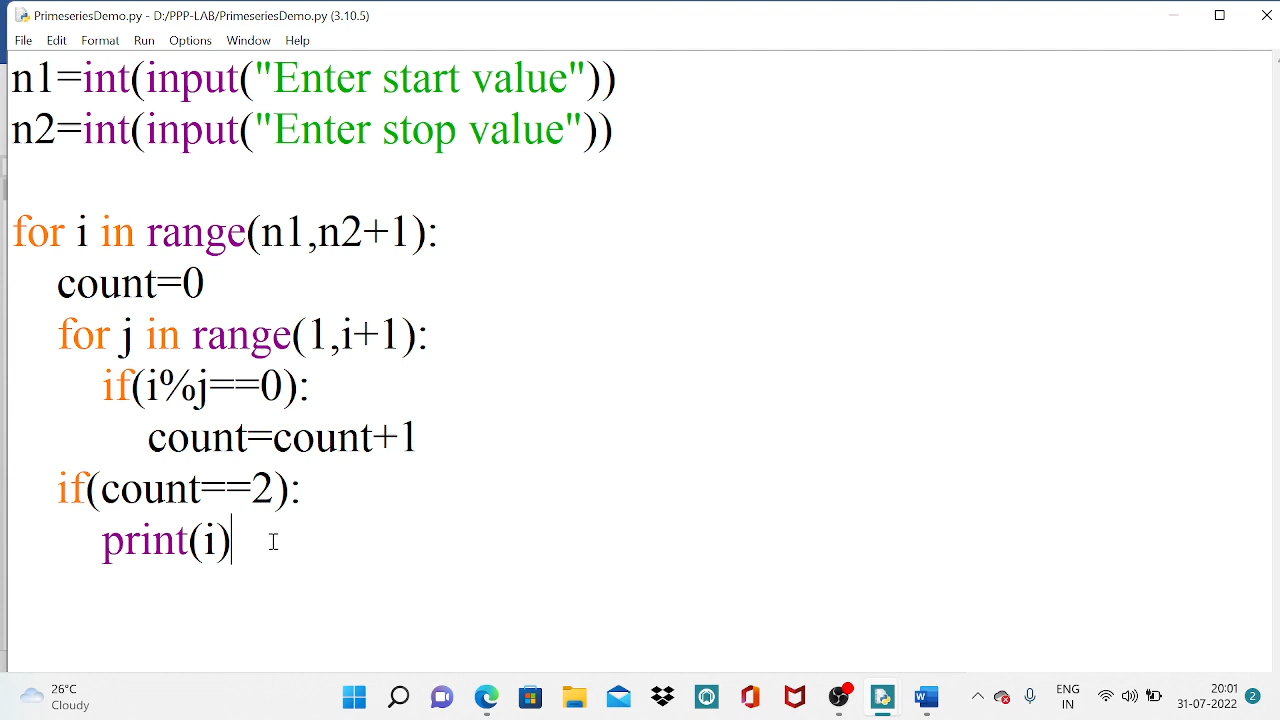 PrimeseriesDemo.py - D:/PPP-LAB/PrimeseriesDemo.py (3.10.5)
File Edit Format Run Options Window Help
n1=int(input("Enter start value"))
n2=int(input("Enter stop value"))
for i in range(n1,n2+1):
    count=0
    for j in range(1,i+1):
        if(i%j==0):
            count=count+1
    if(count==2):
        print(i)
26°C
Cloudy
ENG
IN
20:01
31-07-2022
2